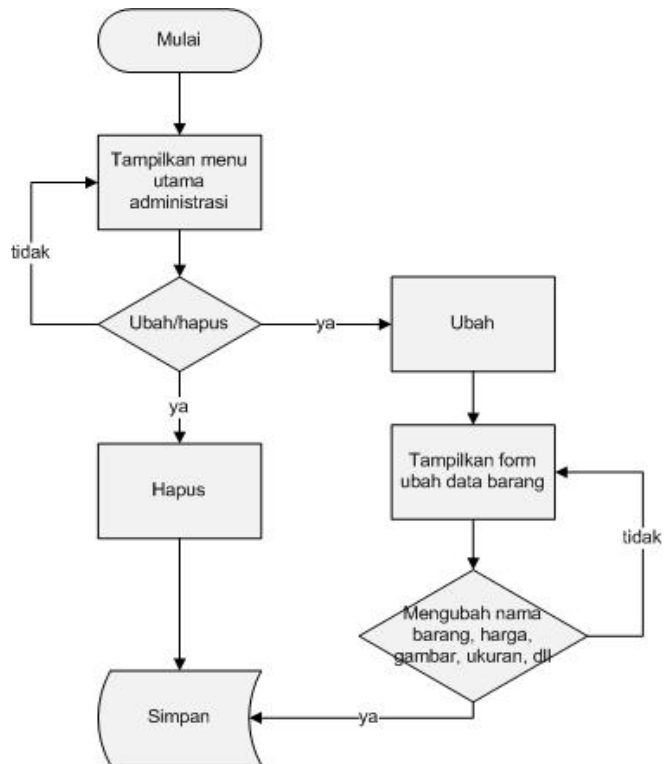 Mulai
Tampilkan menu
utama
administrasi
tidak
Ubah/hapus
ya
Ubah
ya
Hapus
Tampilkan form
ubah data barang
tidak
Mengubah nama
barang, harga,
gambar, ukuran, dll
Simpan
ya